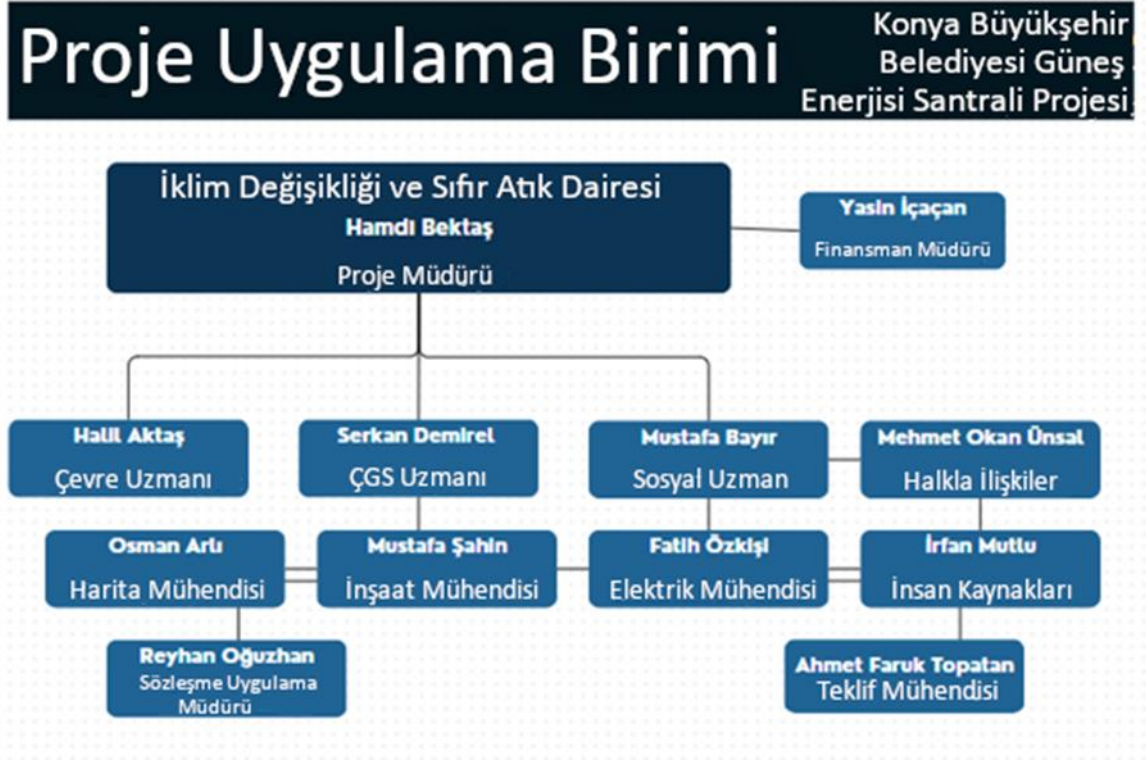 Proje Uygulama Birimi
Konya Büyükşehir
Belediyesi Güneş
Enerjisi Santrali Projesi
İklim Değişikliği ve Sıfır Atık Dairesi
Hamdi Bektaş
Proje Müdürü
Yasin İçaçan
Finansman Müdürü
Halil Aktaş
Çevre Uzmanı
Serkan Demirel
ÇGS Uzmanı
Mustafa Bayır
Sosyal Uzman
Mehmet Okan Ünsal
Halkla İlişkiler
Osman Arlı
Harita Mühendisi
Mustafa Şahin
İnşaat Mühendisi
Fatih Özkişi
Elektrik Mühendisi
İrfan Mutlu
İnsan Kaynakları
Reyhan Oğuzhan
Sözleşme Uygulama
Müdürü
Ahmet Faruk Topatan
Teklif Mühendisi